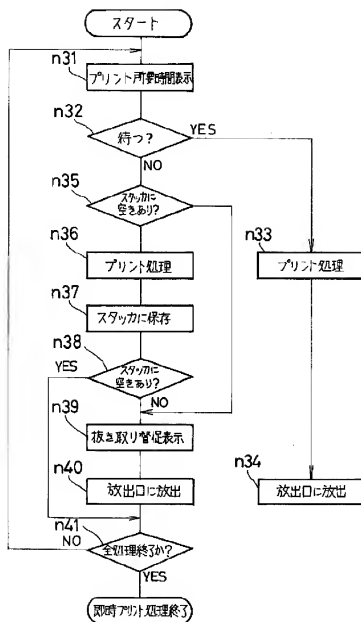 スタート
n31
プリント所要時間表示
n32
待つ?
YES
NO
n35
スタッカに
空きあり?
n36
プリント処理
n33
プリント処理
n37
スタッカに保存
n38
スタッカに
空きあり?
YES
NO
n39
抜き取り督促表示
n40
放出口に放出
n34
放出口に放出
n41
全処理終了か?
NO
YES
即時プリント処理終了